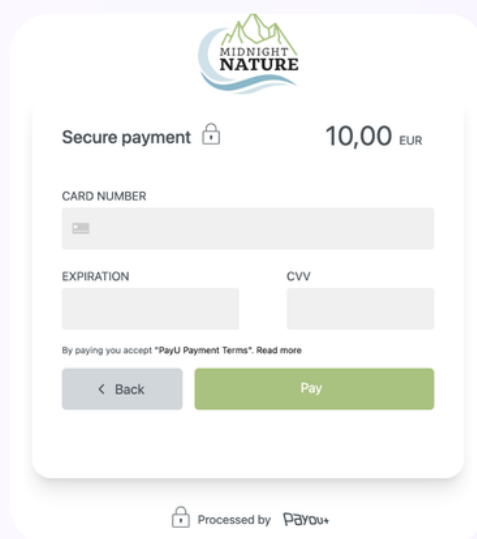 MIDNIGHT
NATURE
Secure payment 10,00 EUR
CARD NUMBER
EXPIRATION CVV
By paying you accept "PayU Payment Terms". Read more
< Back Pay
Processed by Payou+